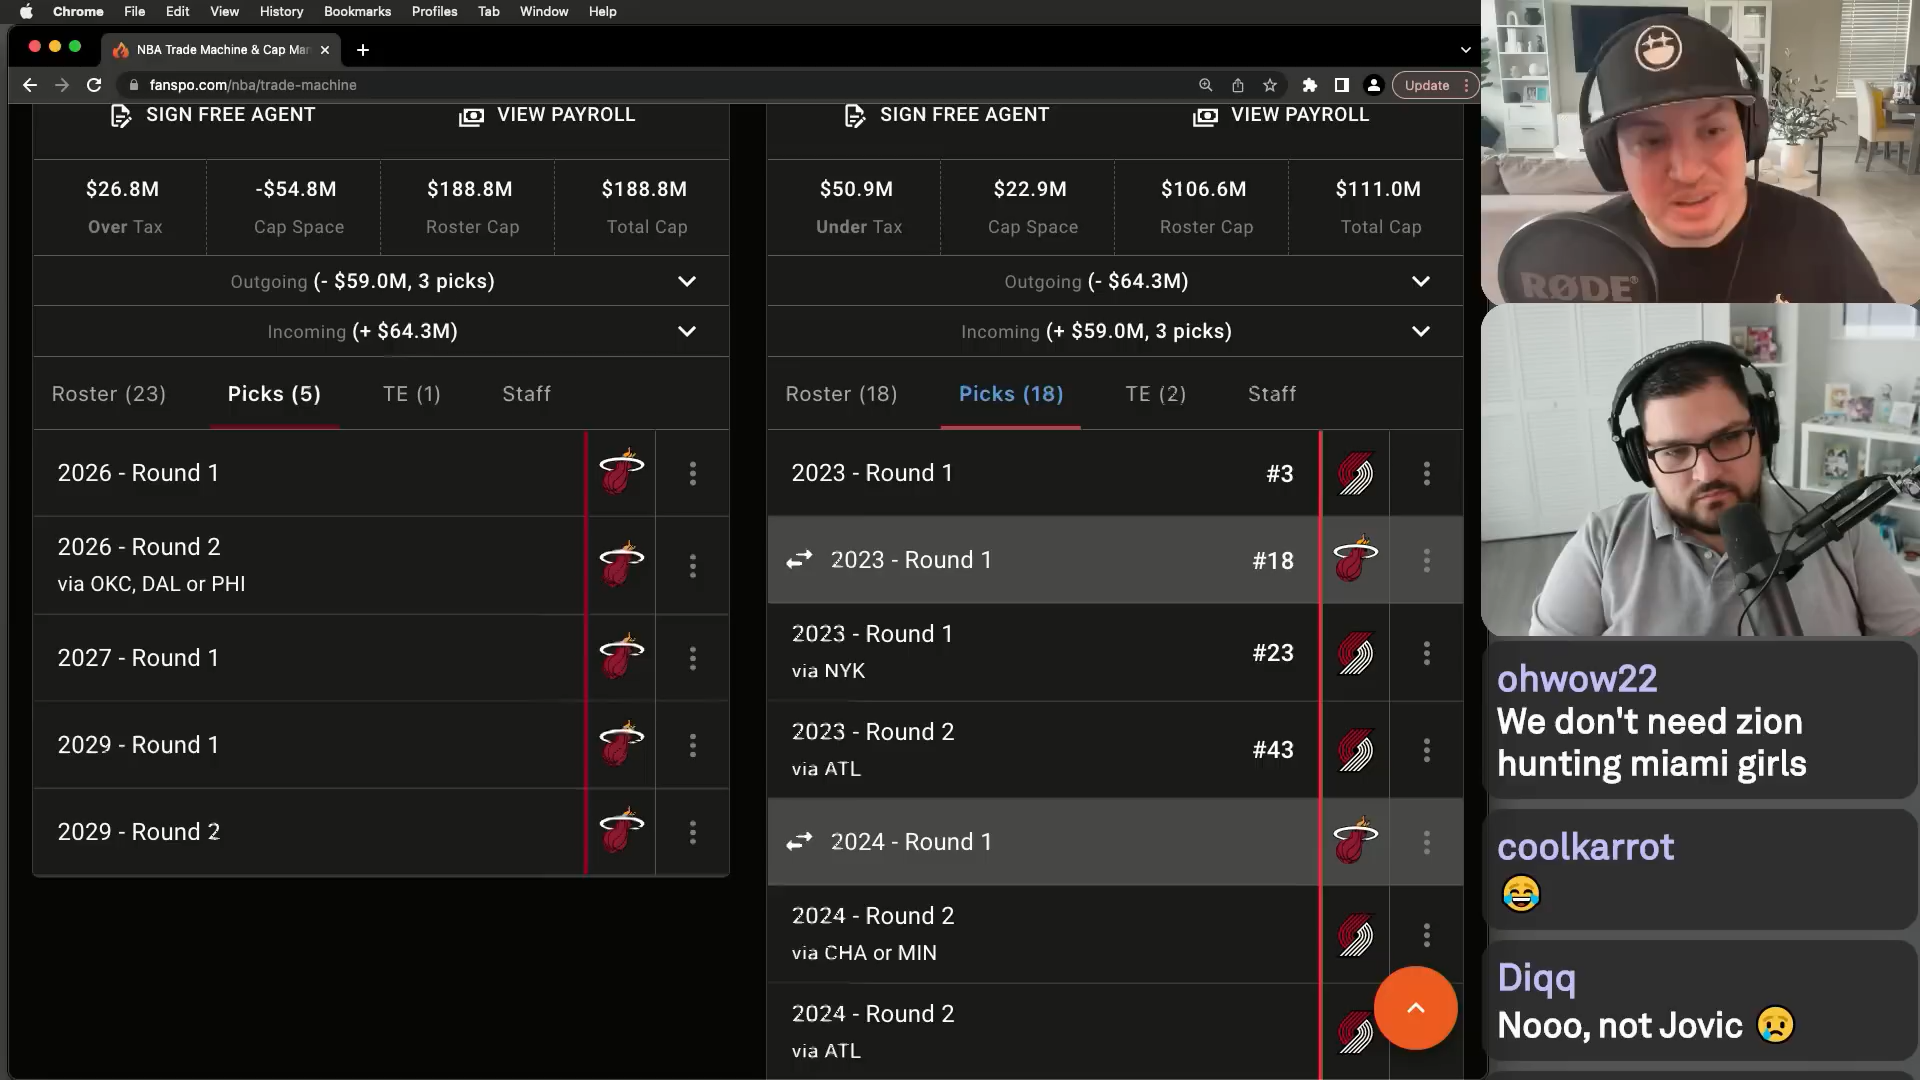 Chrome File Edit View History Bookmarks Profiles Tab Window Help
NBA Trade Machine & Cap Man
fanspo.com/nba/trade-machine
Update
SIGN FREE AGENT
VIEW PAYROLL
$26.8M
-$54.8M
$188.8M
$188.8M
Over Tax
Cap Space
Roster Cap
Total Cap
Outgoing (- $59.0M, 3 picks)
Incoming (+ $64.3M)
Roster (23)
Picks (5)
TE (1)
Staff
2026 - Round 1
2026 - Round 2
via OKC, DAL or PHI
2027 - Round 1
2029 - Round 1
2029 - Round 2
SIGN FREE AGENT
VIEW PAYROLL
$50.9M
$22.9M
$106.6M
$111.0M
Under Tax
Cap Space
Roster Cap
Total Cap
Outgoing (- $64.3M)
Incoming (+ $59.0M, 3 picks)
Roster (18)
Picks (18)
TE (2)
Staff
2023 - Round 1 #3
2023 - Round 1 #18
2023 - Round 1 #23
via NYK
2023 - Round 2 #43
via ATL
2024 - Round 1
2024 - Round 2
via CHA or MIN
2024 - Round 2
via ATL
RØDE
ohwow22
We don't need zion
hunting miami girls
coolkarrot
😂
Diqq
Nooo, not Jovic 😢